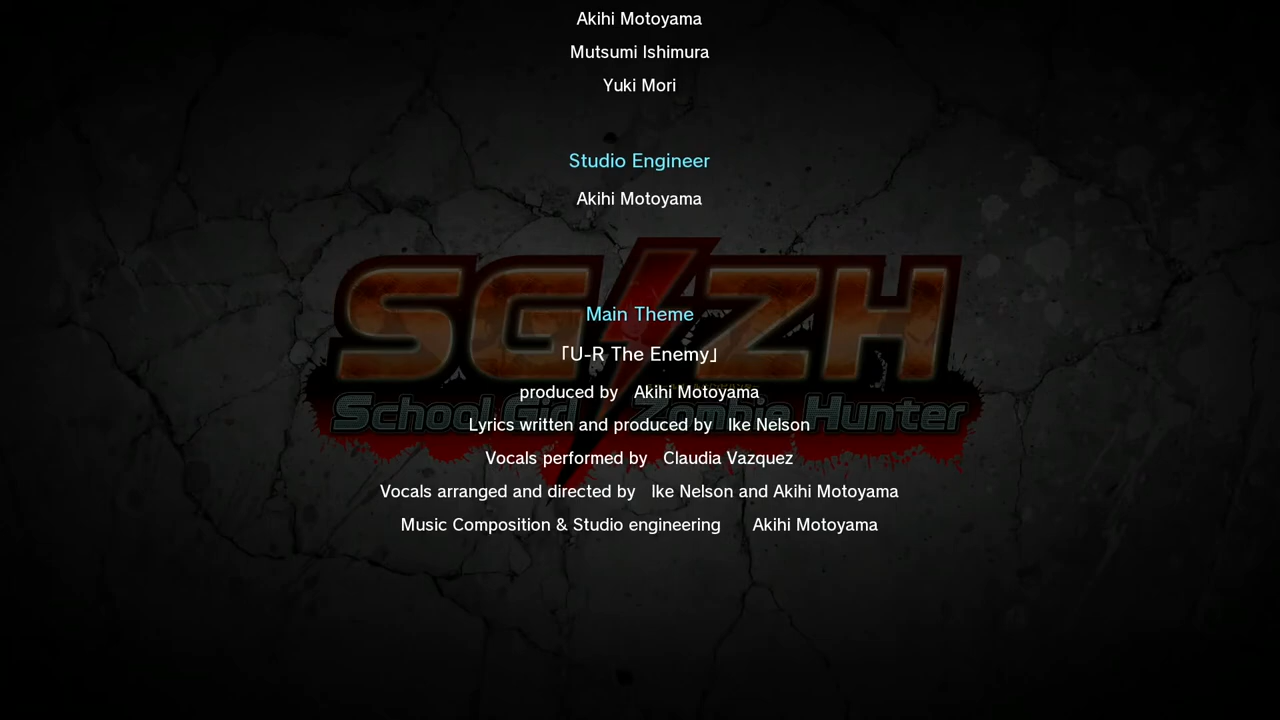 Akihi Motoyama
Mutsumi Ishimura
Yuki Mori
Studio Engineer
Akihi Motoyama
SG/ZH
School Girl Zombie Hunter
Main Theme
「U-R The Enemy」
produced by Akihi Motoyama
Lyrics written and produced by Ike Nelson
Vocals performed by Claudia Vazquez
Vocals arranged and directed by Ike Nelson and Akihi Motoyama
Music Composition & Studio engineering Akihi Motoyama